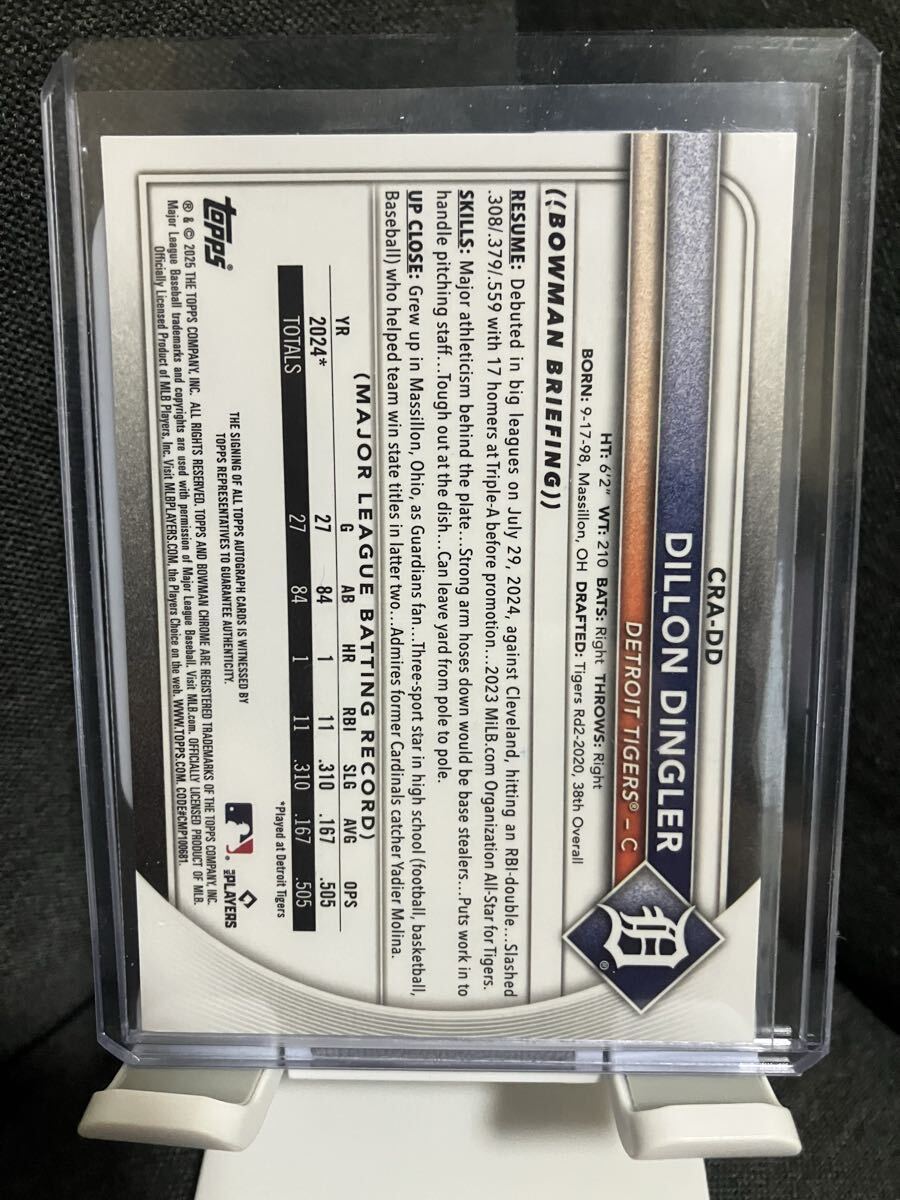 CRA-DD
DILLON DINGLER
DETROIT TIGERS® – C
HT: 6'2" WT: 210 BATS: Right THROWS: Right
BORN: 9-17-98, Massillon, OH DRAFTED: Tigers Rd2-2020, 38th Overall
((BOWMAN BRIEFING))
RESUME: Debuted in big leagues on July 29, 2024, against Cleveland, hitting an RBI-double...Slashed
.308/.379/.559 with 17 homers at Triple-A before promotion...2023 MiLB.com Organization All-Star for Tigers.
SKILLS: Major athleticism behind the plate....Strong arm hoses down would be base stealers....Puts work in to
handle pitching staff...Tough out at the dish...Can leave yard from pole to pole.
UP CLOSE: Grew up in Massillon, Ohio, as Guardians fan...Three-sport star in high school (football, basketball,
Baseball) who helped team win state titles in latter two...Admires former Cardinals catcher Yadier Molina.
(MAJOR LEAGUE BATTING RECORD)
YR G AB HR RBI SLG AVG OPS
2024* 27 84 1 11 .310 .167 .505
TOTALS 27 84 1 11 .310 .167 .505
*Played at Detroit Tigers
THE SIGNING OF ALL TOPPS AUTOGRAPH CARDS IS WITNESSED BY
TOPPS REPRESENTATIVES TO GUARANTEE AUTHENTICITY.
topps®
PLAYERS
® & © 2025 THE TOPPS COMPANY, INC. ALL RIGHTS RESERVED. TOPPS AND BOWMAN CHROME ARE REGISTERED TRADEMARKS OF THE TOPPS COMPANY, INC.
Major League Baseball trademarks and copyrights are used with permission of Major League Baseball. Visit MLB.com. OFFICIALLY LICENSED PRODUCT OF MLB.
Officially Licensed Product of MLB Players, Inc. Visit MLBPLAYERS.COM, the Players Choice on the web. WWW.TOPPS.COM. CODE#CMP100681.